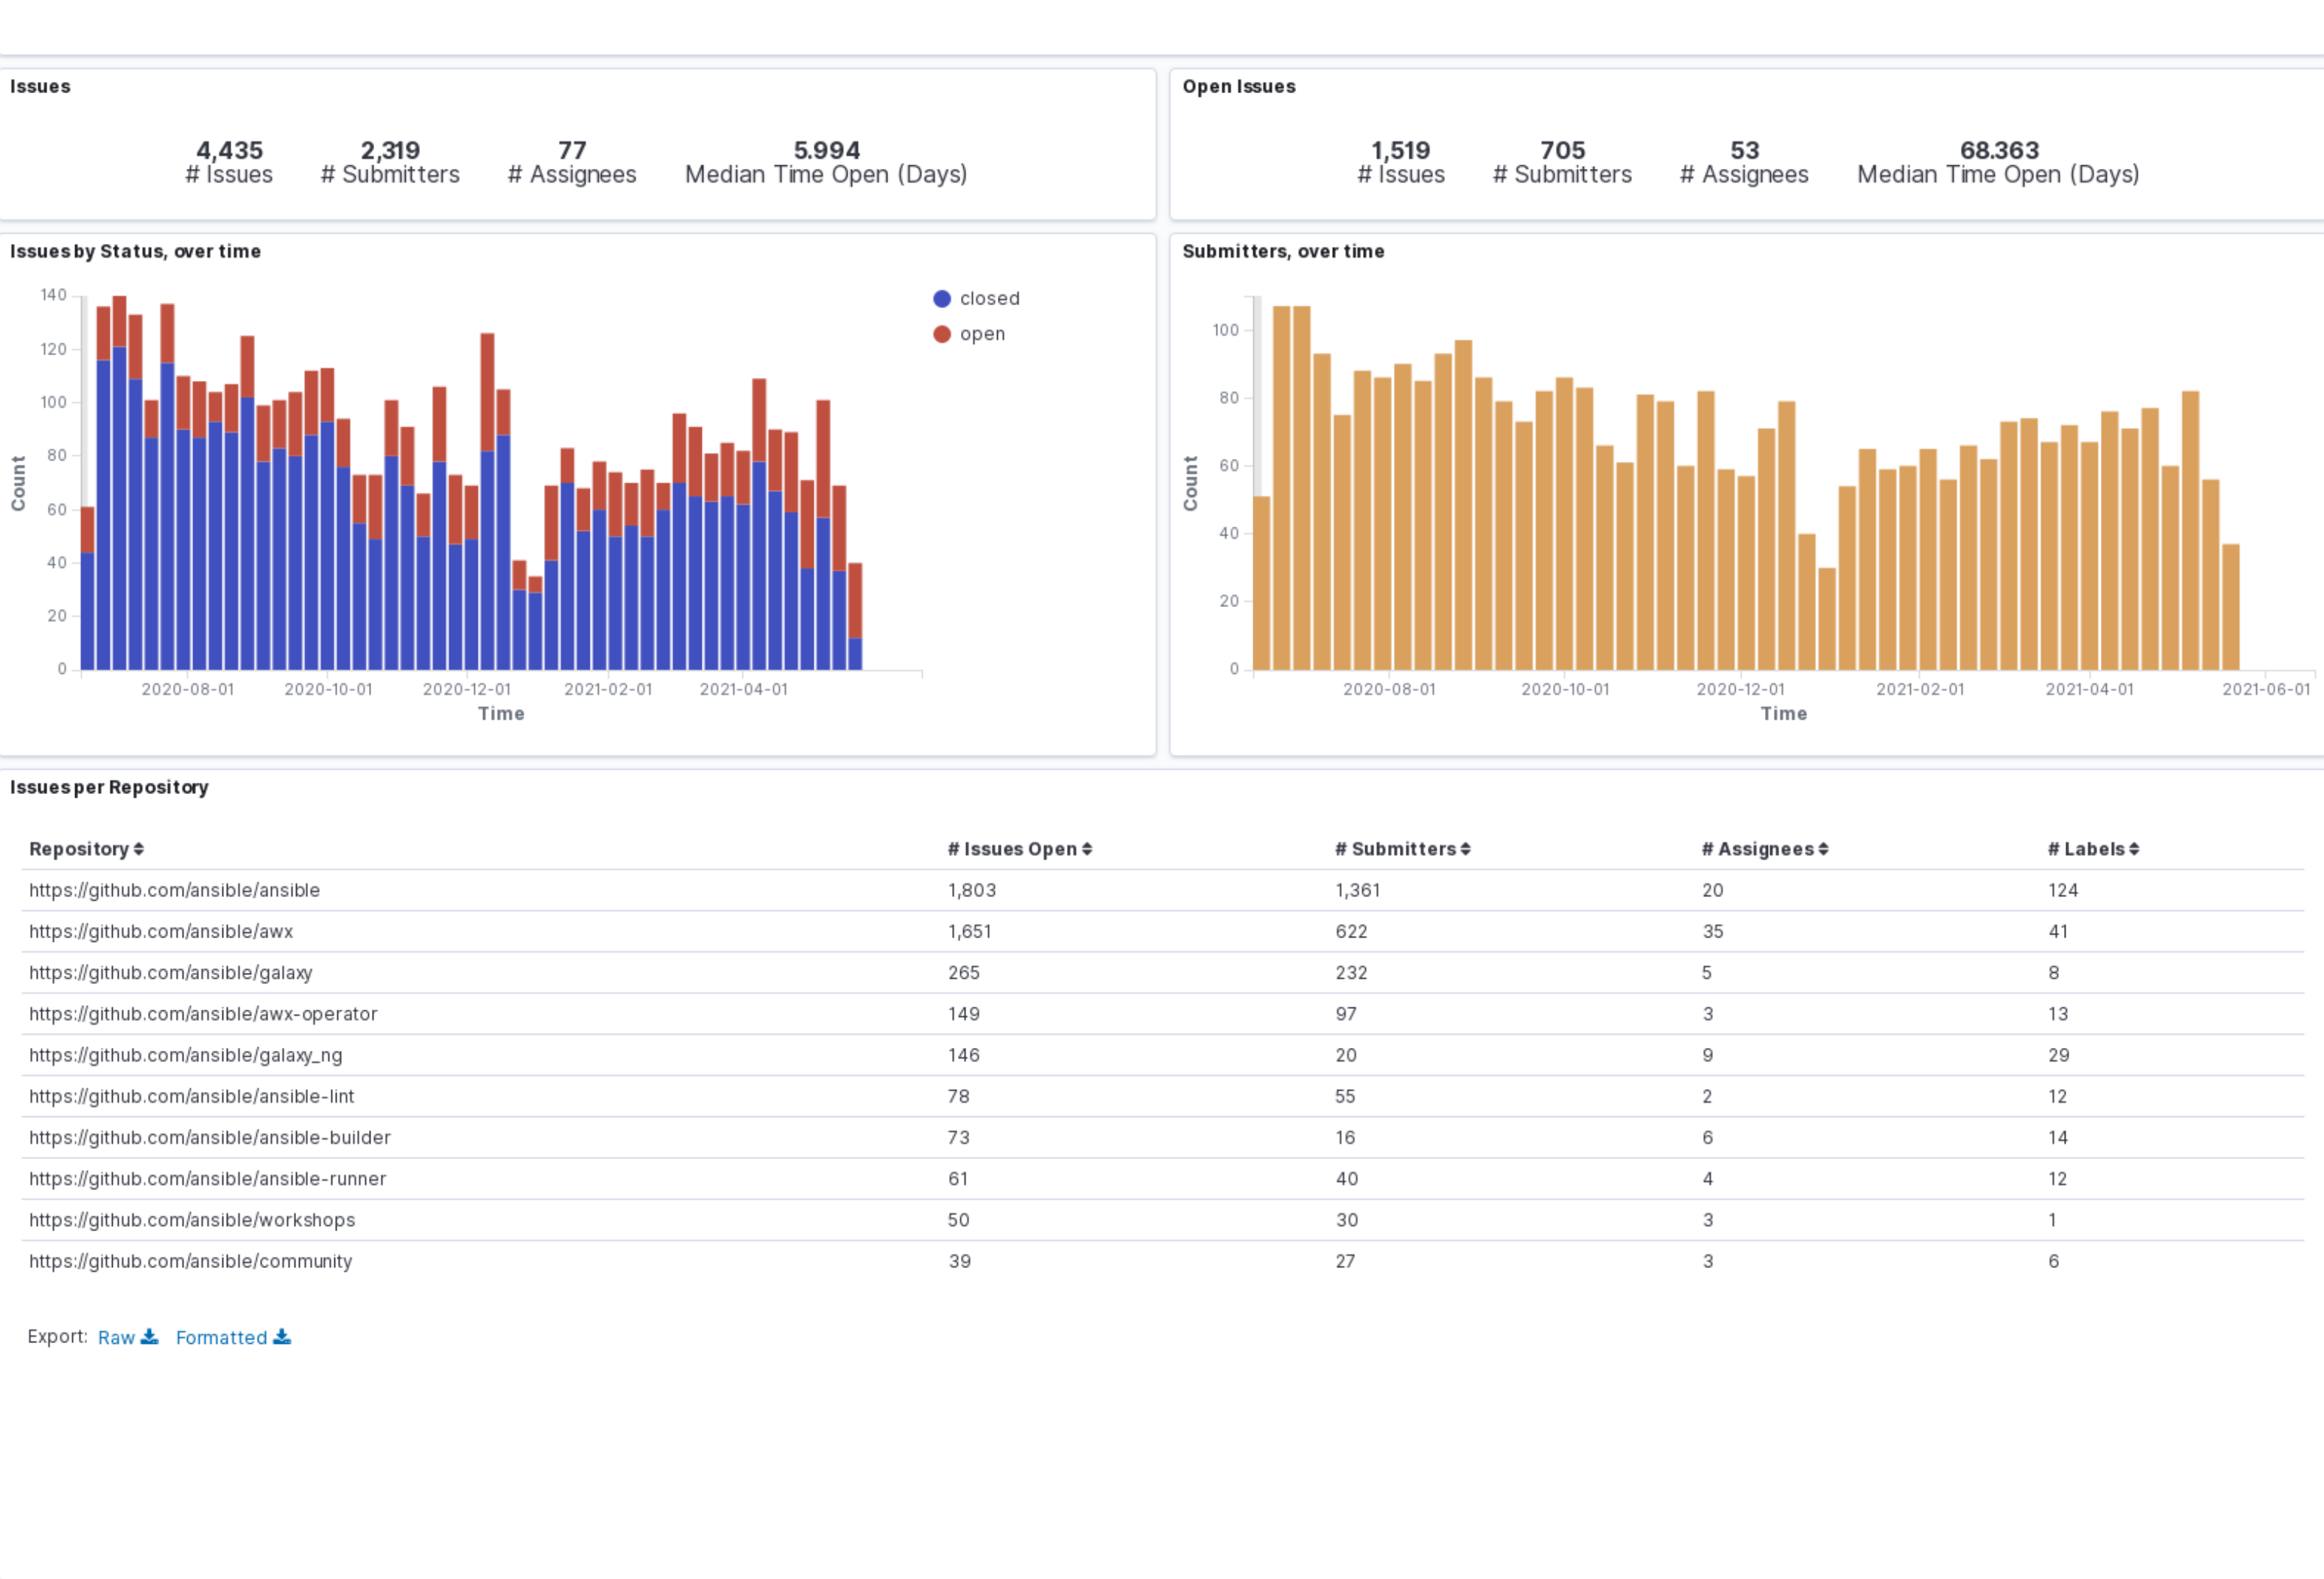 Issues
4,435 2,319 77 5.994
# Issues # Submitters # Assignees Median Time Open (Days)
Open Issues
1,519 705 53 68.363
# Issues # Submitters # Assignees Median Time Open (Days)
Issues by Status, over time
140
120
100
80
60
40
20
0
Count
2020-08-01 2020-10-01 2020-12-01 2021-02-01 2021-04-01
Time
closed
open
Submitters, over time
100
80
60
40
20
0
Count
2020-08-01 2020-10-01 2020-12-01 2021-02-01 2021-04-01 2021-06-01
Time
Issues per Repository
Repository # Issues Open # Submitters # Assignees # Labels
https://github.com/ansible/ansible 1,803 1,361 20 124
https://github.com/ansible/awx 1,651 622 35 41
https://github.com/ansible/galaxy 265 232 5 8
https://github.com/ansible/awx-operator 149 97 3 13
https://github.com/ansible/galaxy_ng 146 20 9 29
https://github.com/ansible/ansible-lint 78 55 2 12
https://github.com/ansible/ansible-builder 73 16 6 14
https://github.com/ansible/ansible-runner 61 40 4 12
https://github.com/ansible/workshops 50 30 3 1
https://github.com/ansible/community 39 27 3 6
Export: Raw Formatted